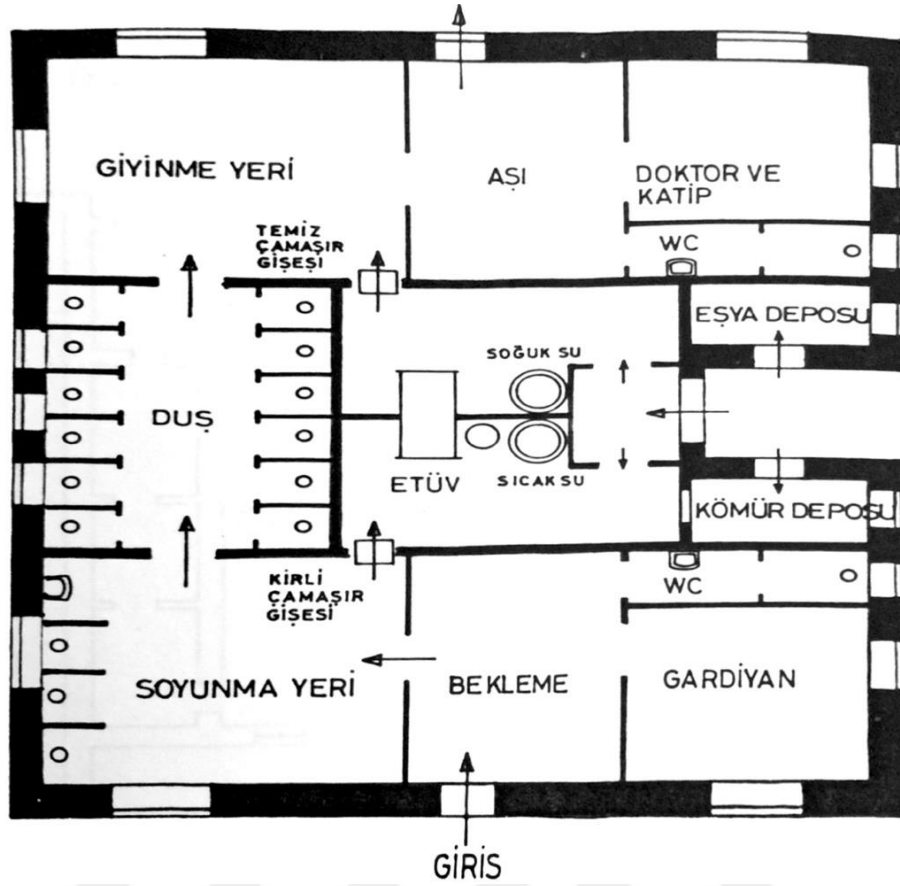 GİYİNME YERİ
AŞI
DOKTOR VE
KATİP
TEMİZ
ÇAMAŞIR
GİŞESİ
WC
EŞYA DEPOSU
SOĞUK SU
DUŞ
ETÜV
SICAK SU
KÖMÜR DEPOSU
KİRLİ
ÇAMAŞIR
GİŞESİ
WC
SOYUNMA YERİ
BEKLEME
GARDİYAN
GİRİS